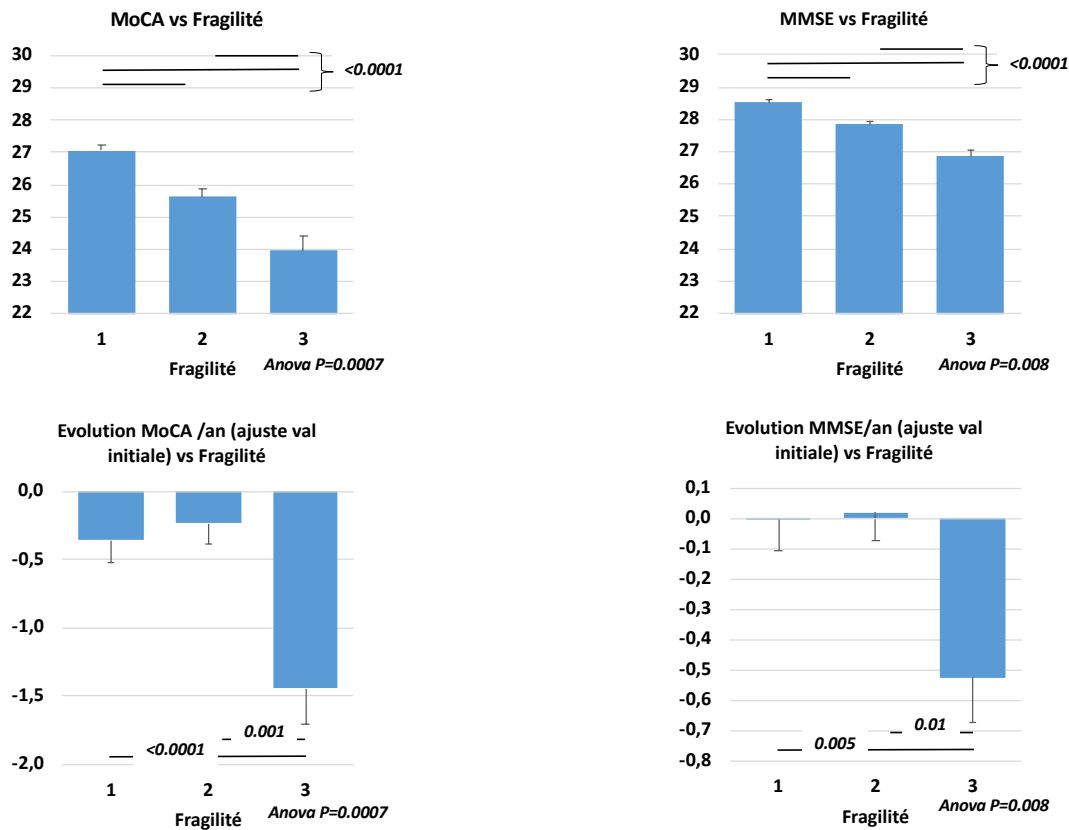 MoCA vs Fragilité
30
29
28
27
26
25
24
23
22
<0.0001
1 2 3
Fragilité
Anova P=0.0007
MMSE vs Fragilité
30
29
28
27
26
25
24
23
22
<0.0001
1 2 3
Fragilité
Anova P=0.008
Evolution MoCA /an (ajuste val
initiale) vs Fragilité
0,0
-0,5
-1,0
-1,5
-2,0
0.001
<0.0001
1 2 3
Fragilité
Anova P=0.0007
Evolution MMSE/an (ajuste val
initiale) vs Fragilité
0,1
0,0
-0,1
-0,2
-0,3
-0,4
-0,5
-0,6
-0,7
-0,8
0.01
0.005
1 2 3
Fragilité
Anova P=0.008